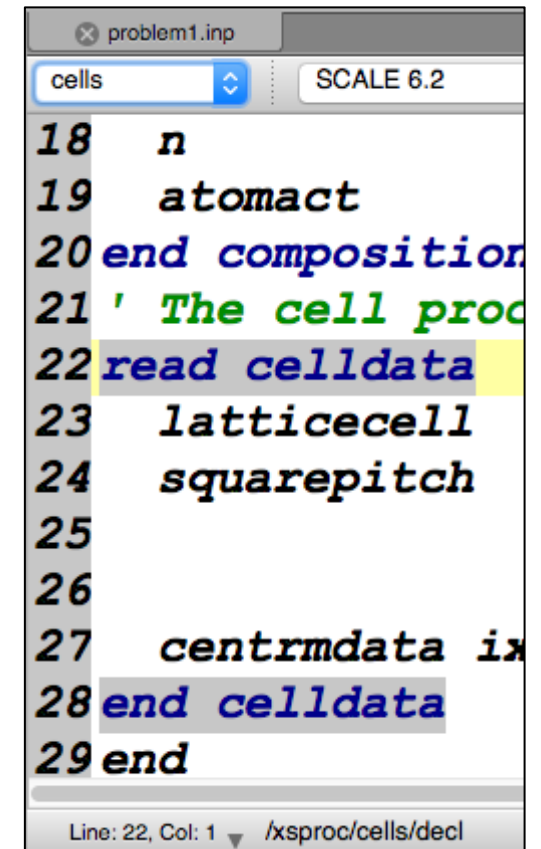 problem1.inp
cells SCALE 6.2
18 n
19 atomact
20 end composition
21 ' The cell proc
22 read celldata
23 latticecell
24 squarepitch
25
26
27 centrmdata ix
28 end celldata
29 end
Line: 22, Col: 1 /xsproc/cells/decl